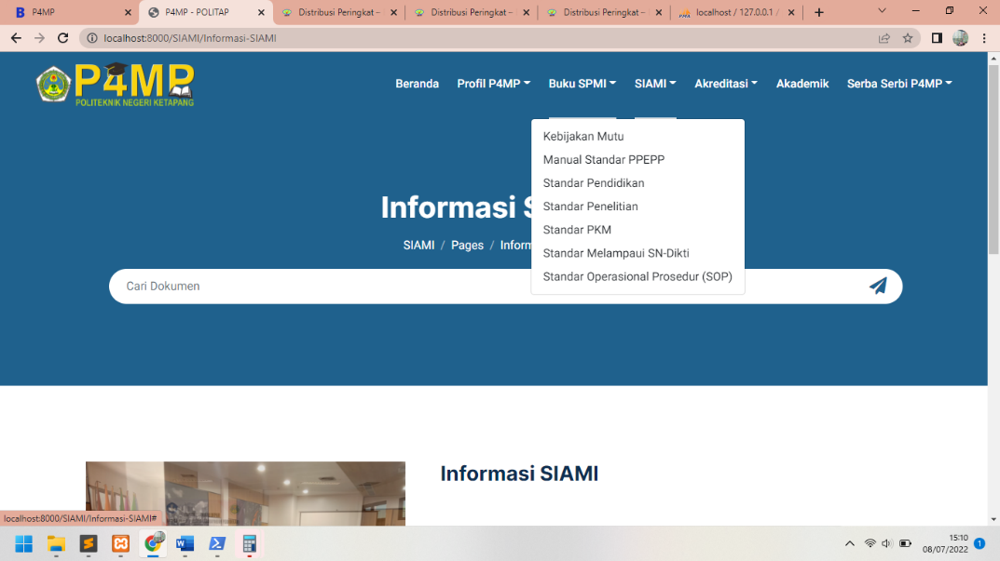 P4MP
P4MP - POLITAP
Distribusi Peringkat –
Distribusi Peringkat –
Distribusi Peringkat –
localhost / 127.0.0.1 /
localhost:8000/SIAMI/Informasi-SIAMI
P4MP
POLITEKNIK NEGERI KETAPANG
Beranda
Profil P4MP
Buku SPMI
SIAMI
Akreditasi
Akademik
Serba Serbi P4MP
Kebijakan Mutu
Manual Standar PPEPP
Standar Pendidikan
Standar Penelitian
Standar PKM
Standar Melampaui SN-Dikti
Standar Operasional Prosedur (SOP)
Informasi S
SIAMI / Pages / Inform
Cari Dokumen
Informasi SIAMI
localhost:8000/SIAMI/Informasi-SIAMI#
15:10
08/07/2022
1